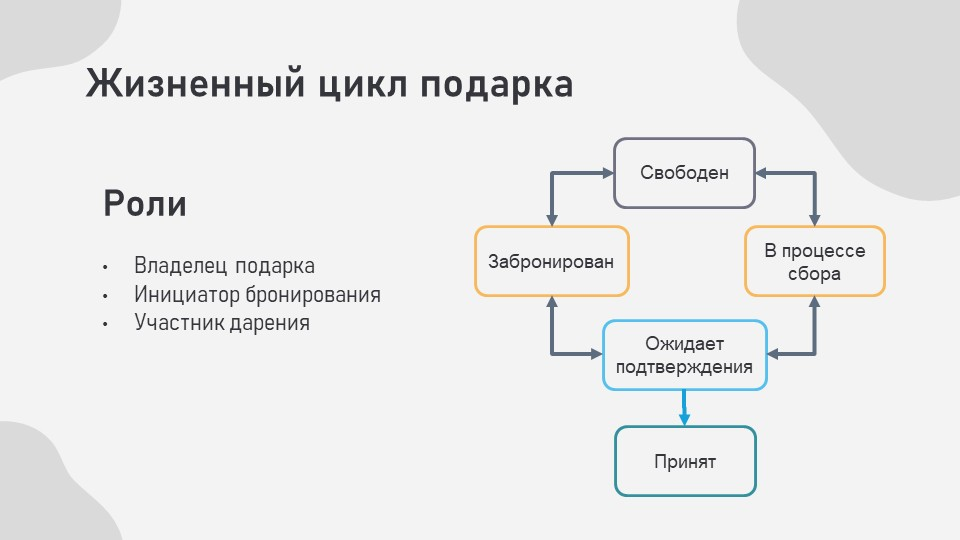 Жизненный цикл подарка
Роли
• Владелец подарка
• Инициатор бронирования
• Участник дарения
Свободен
Забронирован
В процессе
сбора
Ожидает
подтверждения
Принят